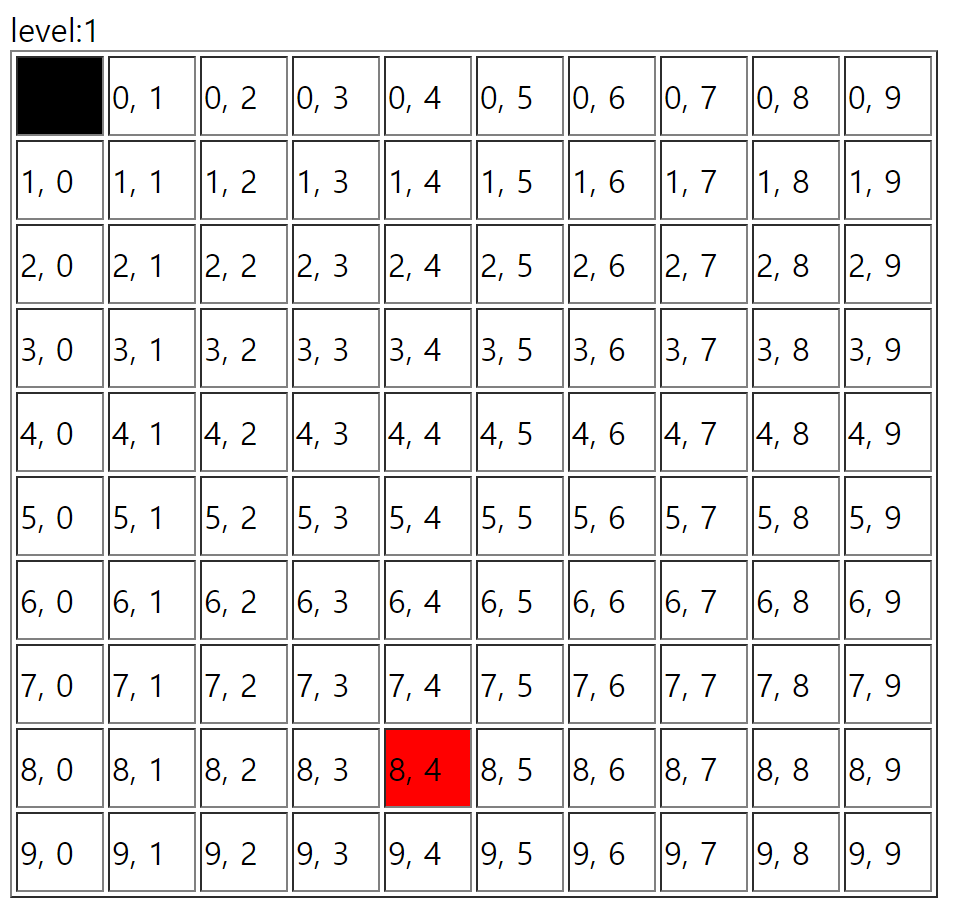 level:1
0, 1 0, 2 0, 3 0, 4 0, 5 0, 6 0, 7 0, 8 0, 9
1, 0 1, 1 1, 2 1, 3 1, 4 1, 5 1, 6 1, 7 1, 8 1, 9
2, 0 2, 1 2, 2 2, 3 2, 4 2, 5 2, 6 2, 7 2, 8 2, 9
3, 0 3, 1 3, 2 3, 3 3, 4 3, 5 3, 6 3, 7 3, 8 3, 9
4, 0 4, 1 4, 2 4, 3 4, 4 4, 5 4, 6 4, 7 4, 8 4, 9
5, 0 5, 1 5, 2 5, 3 5, 4 5, 5 5, 6 5, 7 5, 8 5, 9
6, 0 6, 1 6, 2 6, 3 6, 4 6, 5 6, 6 6, 7 6, 8 6, 9
7, 0 7, 1 7, 2 7, 3 7, 4 7, 5 7, 6 7, 7 7, 8 7, 9
8, 0 8, 1 8, 2 8, 3 8, 4 8, 5 8, 6 8, 7 8, 8 8, 9
9, 0 9, 1 9, 2 9, 3 9, 4 9, 5 9, 6 9, 7 9, 8 9, 9